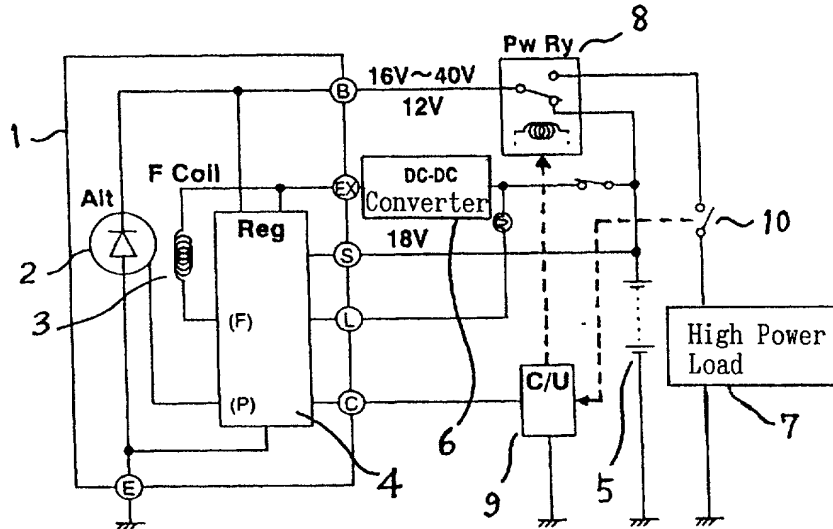 Pw Ry
8
16V~40V
B
12V
1
F Coil
EX
DC-DC
Converter
Alt
Reg
10
2
S
18V
3
6
(F)
L
High Power
Load
C/U
(P)
C
4
9
5
7
E